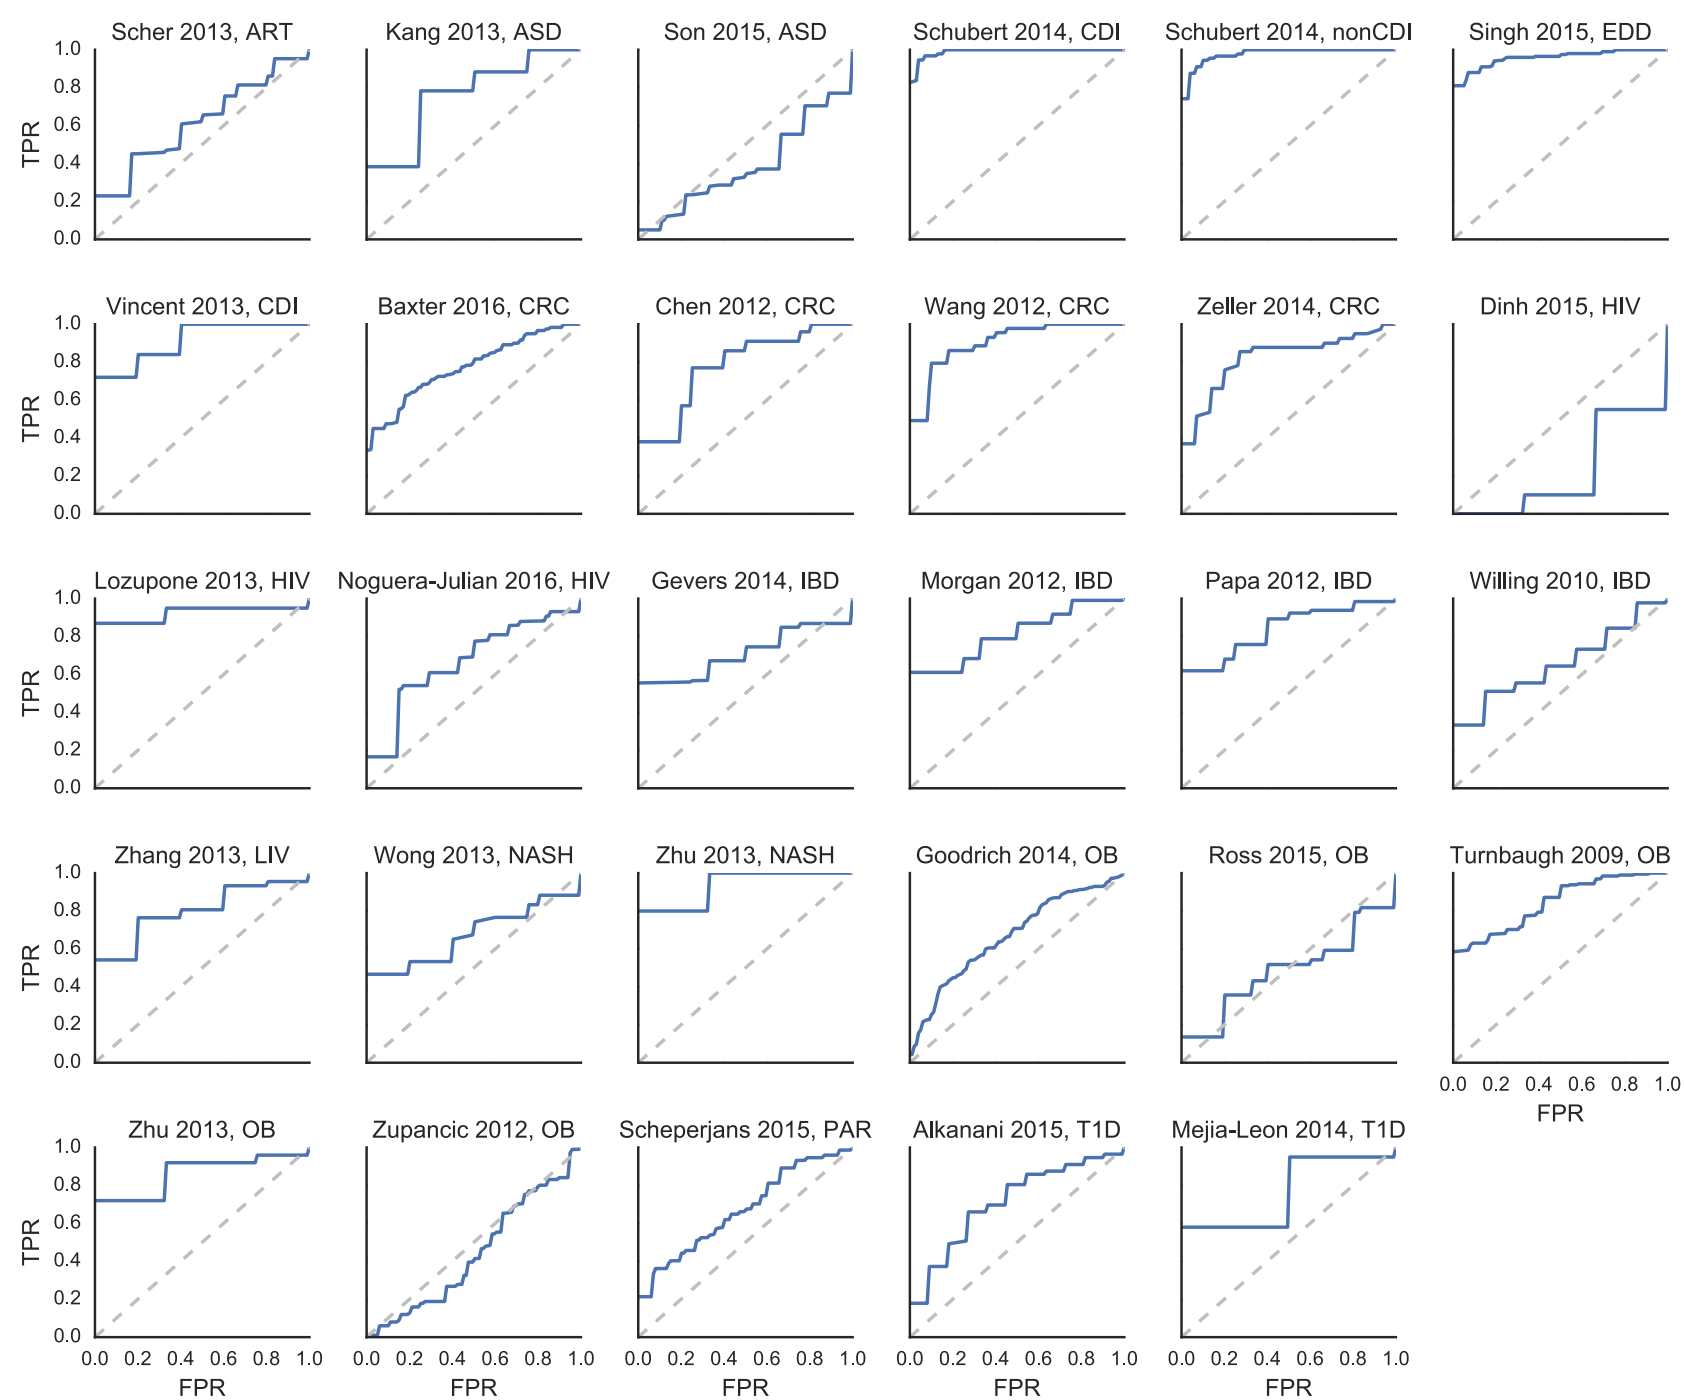 Scher 2013, ART
Kang 2013, ASD
Son 2015, ASD
Schubert 2014, CDI
Schubert 2014, nonCDI
Singh 2015, EDD
TPR
1.0
0.8
0.6
0.4
0.2
0.0
Vincent 2013, CDI
Baxter 2016, CRC
Chen 2012, CRC
Wang 2012, CRC
Zeller 2014, CRC
Dinh 2015, HIV
TPR
1.0
0.8
0.6
0.4
0.2
0.0
Lozupone 2013, HIV
Noguera-Julian 2016, HIV
Gevers 2014, IBD
Morgan 2012, IBD
Papa 2012, IBD
Willing 2010, IBD
TPR
1.0
0.8
0.6
0.4
0.2
0.0
Zhang 2013, LIV
Wong 2013, NASH
Zhu 2013, NASH
Goodrich 2014, OB
Ross 2015, OB
Turnbaugh 2009, OB
TPR
1.0
0.8
0.6
0.4
0.2
0.0
0.0 0.2 0.4 0.6 0.8 1.0
FPR
Zhu 2013, OB
Zupancic 2012, OB
Scheperjans 2015, PAR
Alkanani 2015, T1D
Mejia-Leon 2014, T1D
TPR
1.0
0.8
0.6
0.4
0.2
0.0
0.0 0.2 0.4 0.6 0.8 1.0
0.0 0.2 0.4 0.6 0.8 1.0
0.0 0.2 0.4 0.6 0.8 1.0
0.0 0.2 0.4 0.6 0.8 1.0
0.0 0.2 0.4 0.6 0.8 1.0
FPR
FPR
FPR
FPR
FPR